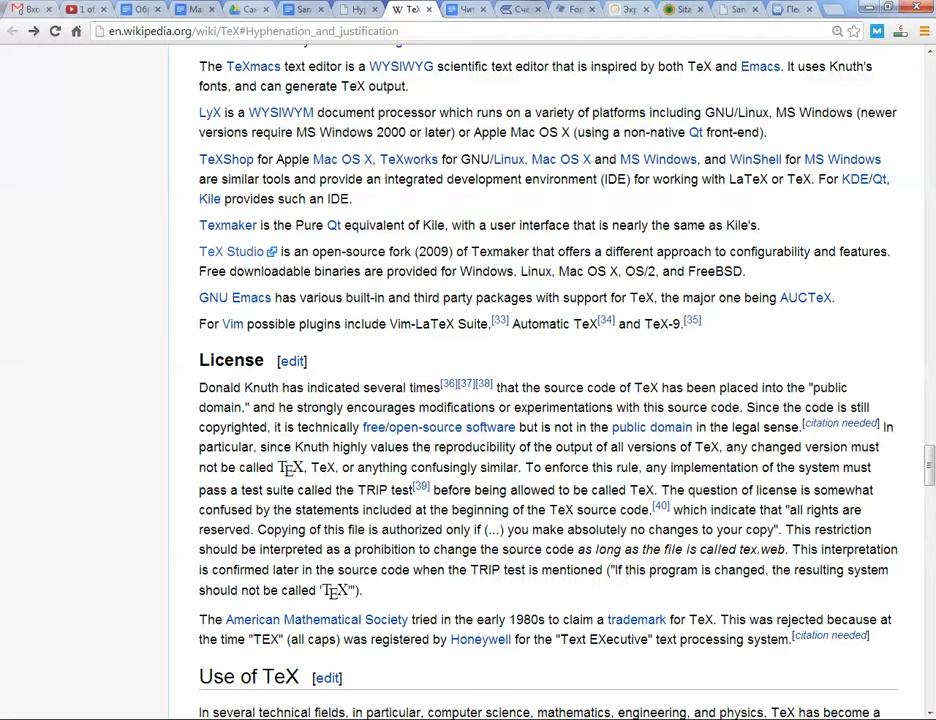 Вхо
1 of
Обр
Ma
Car
San
Hyp
W TeX
Чит
Счe
For
Экр
Sita
San
Пес
en.wikipedia.org/wiki/TeX#Hyphenation_and_justification
The TeXmacs text editor is a WYSIWYG scientific text editor that is inspired by both TeX and Emacs. It uses Knuth's
fonts, and can generate TeX output.
LyX is a WYSIWYM document processor which runs on a variety of platforms including GNU/Linux, MS Windows (newer
versions require MS Windows 2000 or later) or Apple Mac OS X (using a non-native Qt front-end).
TeXShop for Apple Mac OS X, TeXworks for GNU/Linux, Mac OS X and MS Windows, and WinShell for MS Windows
are similar tools and provide an integrated development environment (IDE) for working with LaTeX or TeX. For KDE/Qt,
Kile provides such an IDE.
Texmaker is the Pure Qt equivalent of Kile, with a user interface that is nearly the same as Kile's.
TeX Studio is an open-source fork (2009) of Texmaker that offers a different approach to configurability and features.
Free downloadable binaries are provided for Windows, Linux, Mac OS X, OS/2, and FreeBSD.
GNU Emacs has various built-in and third party packages with support for TeX, the major one being AUCTeX.
For Vim possible plugins include Vim-LaTeX Suite,[33] Automatic TeX[34] and TeX-9.[35]
License [edit]
Donald Knuth has indicated several times[36][37][38] that the source code of TeX has been placed into the "public
domain," and he strongly encourages modifications or experimentations with this source code. Since the code is still
copyrighted, it is technically free/open-source software but is not in the public domain in the legal sense.[citation needed] In
particular, since Knuth highly values the reproducibility of the output of all versions of TeX, any changed version must
not be called TEX, TeX, or anything confusingly similar. To enforce this rule, any implementation of the system must
pass a test suite called the TRIP test[39] before being allowed to be called TeX. The question of license is somewhat
confused by the statements included at the beginning of the TeX source code,[40] which indicate that "all rights are
reserved. Copying of this file is authorized only if (...) you make absolutely no changes to your copy". This restriction
should be interpreted as a prohibition to change the source code as long as the file is called tex.web. This interpretation
is confirmed later in the source code when the TRIP test is mentioned ("If this program is changed, the resulting system
should not be called 'TEX'").
The American Mathematical Society tried in the early 1980s to claim a trademark for TeX. This was rejected because at
the time "TEX" (all caps) was registered by Honeywell for the "Text EXecutive" text processing system.[citation needed]
Use of TeX [edit]
In several technical fields, in particular, computer science, mathematics, engineering, and physics, TeX has become a